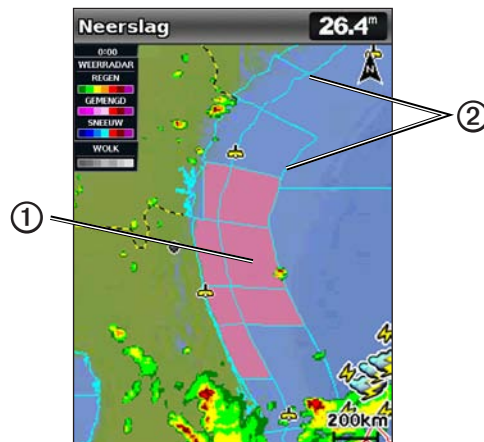 Neerslag 26.4m
0:00
WEERRADAR
REGEN
GEMENGD
SNEEUW
WOLK
N
②
①
200km